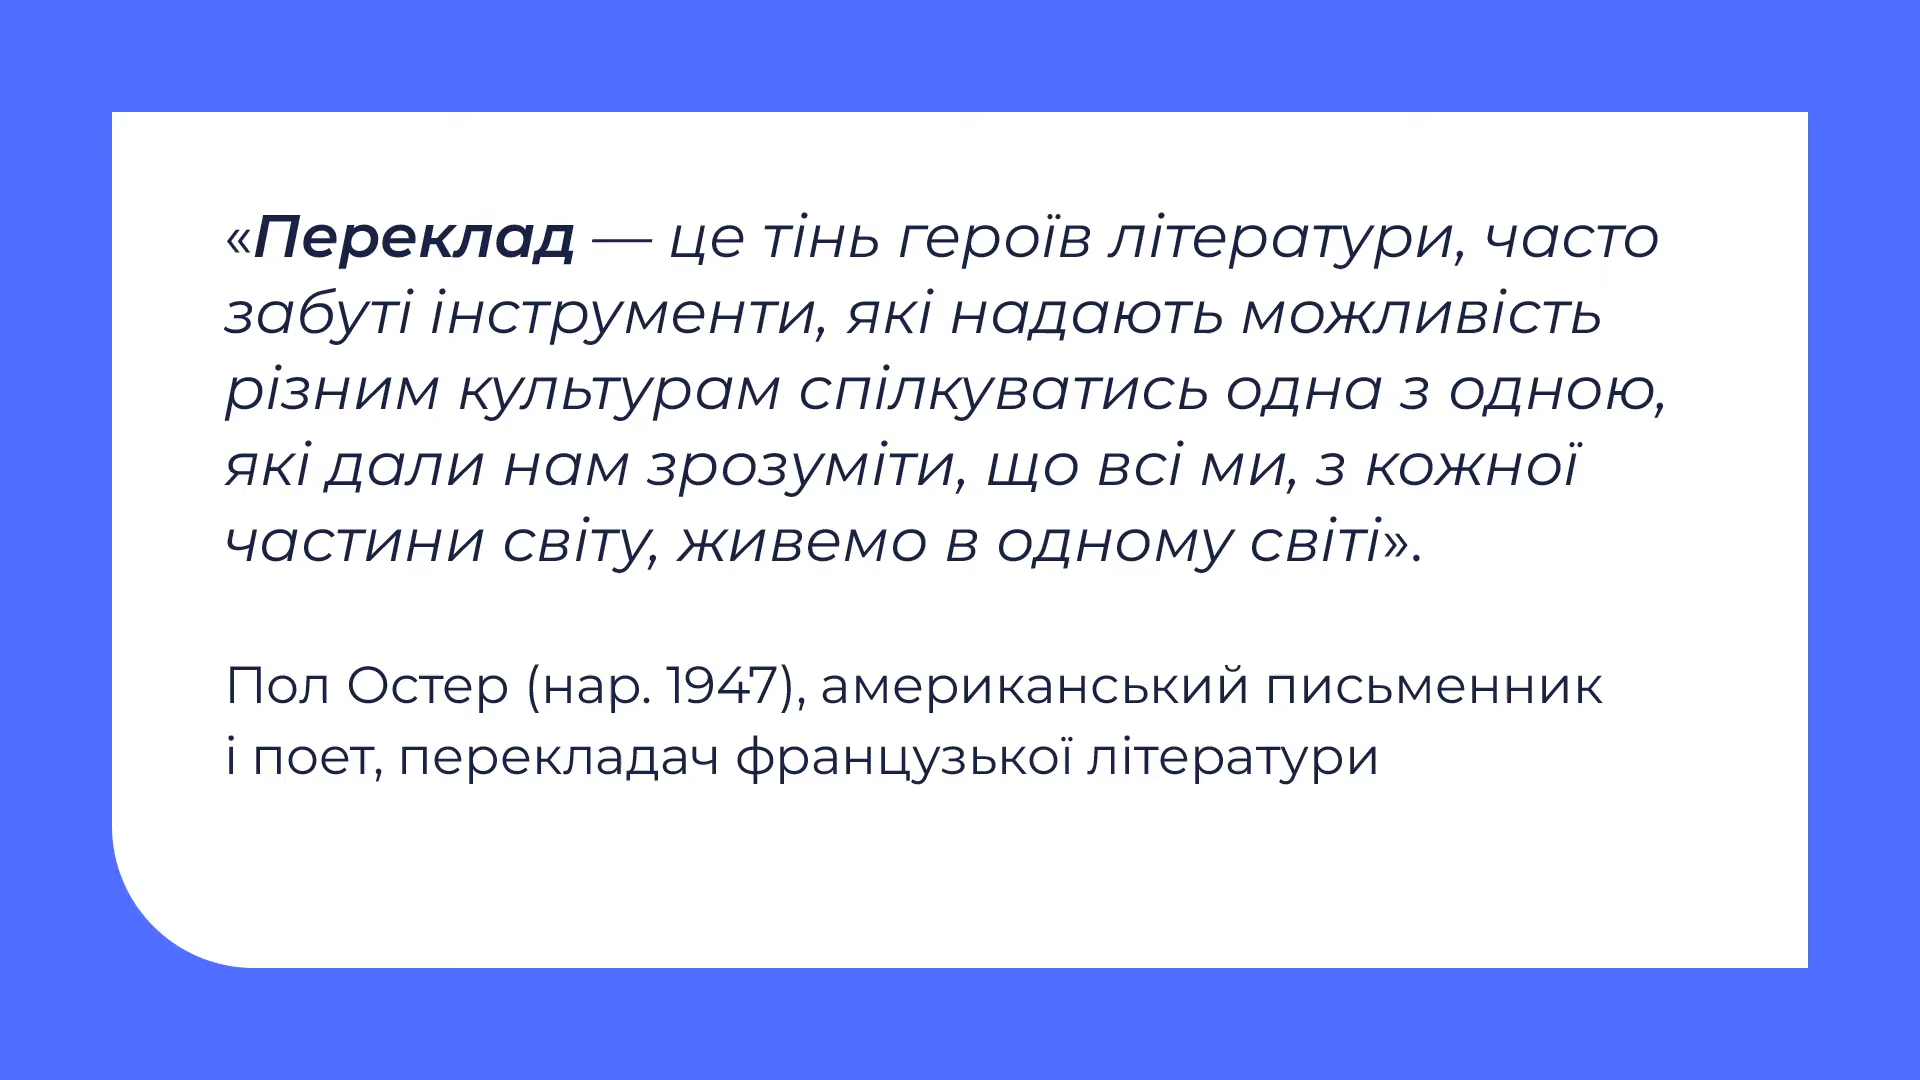 «Переклад — це тінь героїв літератури, часто
забуті інструменти, які надають можливість
різним культурам спілкуватись одна з одною,
які дали нам зрозуміти, що всі ми, з кожної
частини світу, живемо в одному світі».
Пол Остер (нар. 1947), американський письменник
і поет, перекладач французької літератури